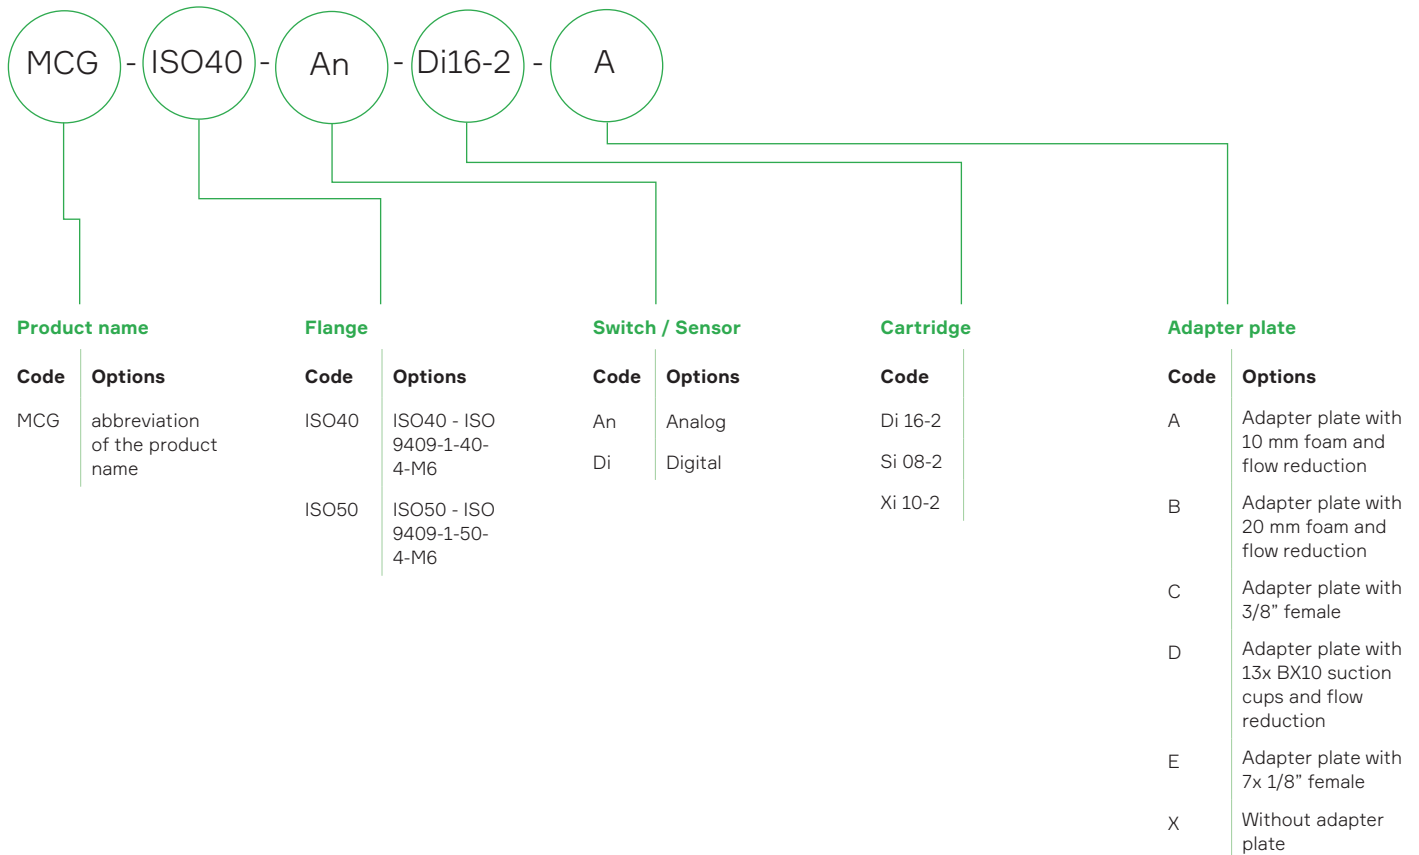 MCG - ISO40 - An - Di16-2 - A
Product name
Code Options
MCG abbreviation
of the product
name
Flange
Code Options
ISO40 ISO40 - ISO
9409-1-40-
4-M6
ISO50 ISO50 - ISO
9409-1-50-
4-M6
Switch / Sensor
Code Options
An Analog
Di Digital
Cartridge
Code
Di 16-2
Si 08-2
Xi 10-2
Adapter plate
Code Options
A Adapter plate with
10 mm foam and
flow reduction
B Adapter plate with
20 mm foam and
flow reduction
C Adapter plate with
3/8” female
D Adapter plate with
13x BX10 suction
cups and flow
reduction
E Adapter plate with
7x 1/8” female
X Without adapter
plate